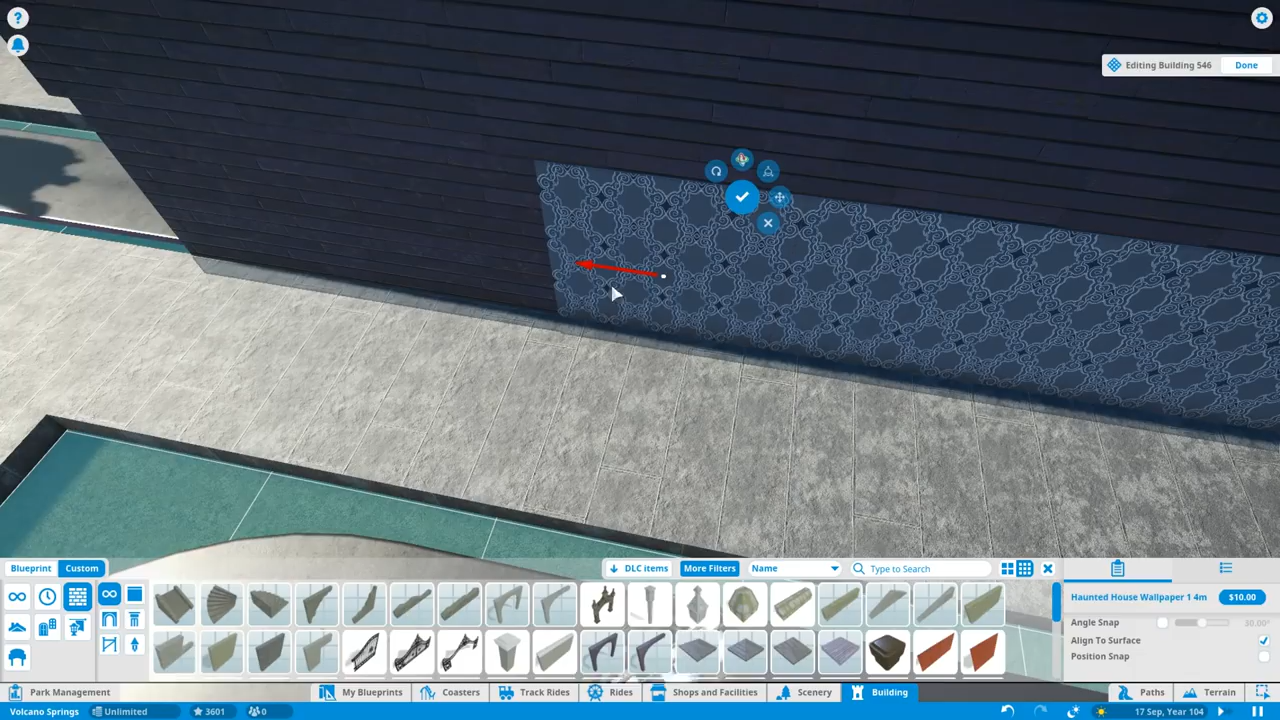 ?
Editing Building 546 Done
Blueprint Custom DLC items More Filters Name Type to Search
Haunted House Wallpaper 1 4m $10.00
Angle Snap 30.00°
Align To Surface
Position Snap
Park Management My Blueprints Coasters Track Rides Rides Shops and Facilities Scenery Building Paths Terrain
Volcano Springs Unlimited 3601 0 17 Sep, Year 104